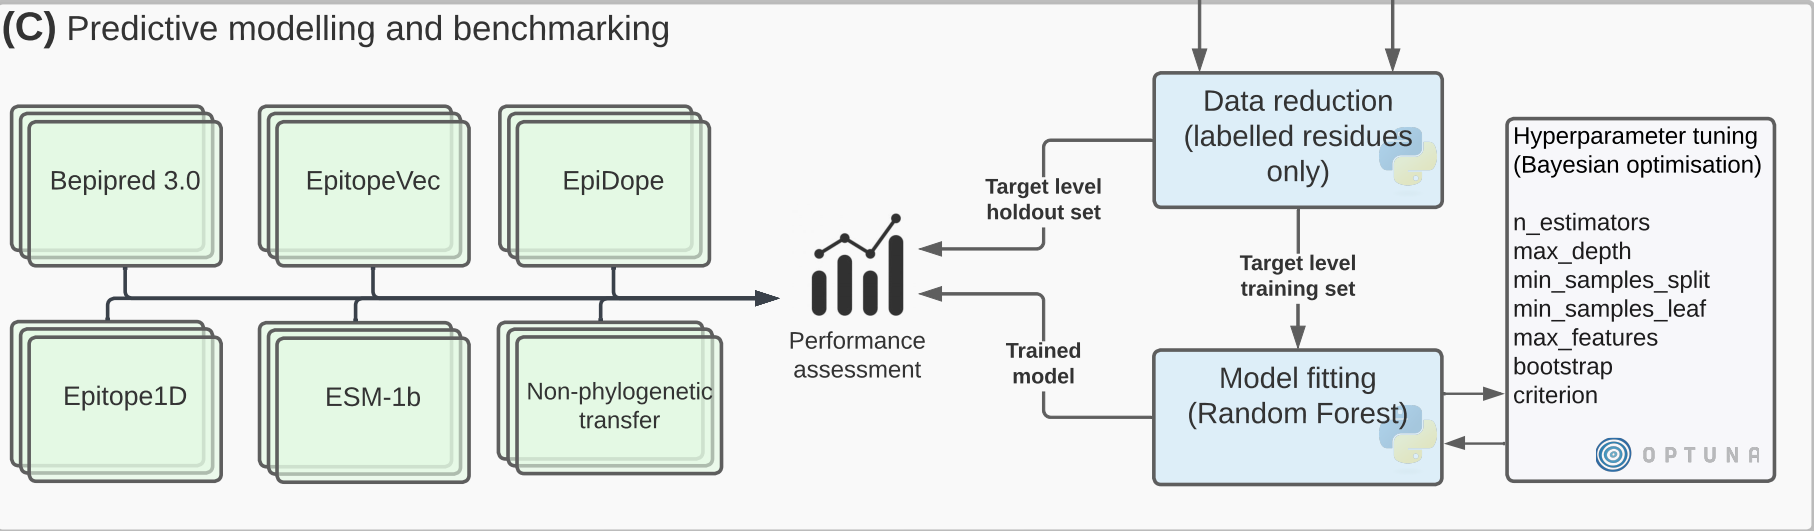 (C) Predictive modelling and benchmarking
Bepipred 3.0
EpitopeVec
EpiDope
Epitope1D
ESM-1b
Non-phylogenetic
transfer
Performance
assessment
Target level
holdout set
Trained
model
Data reduction
(labelled residues
only)
Target level
training set
Model fitting
(Random Forest)
Hyperparameter tuning
(Bayesian optimisation)
n_estimators
max_depth
min_samples_split
min_samples_leaf
max_features
bootstrap
criterion
OPTUNA